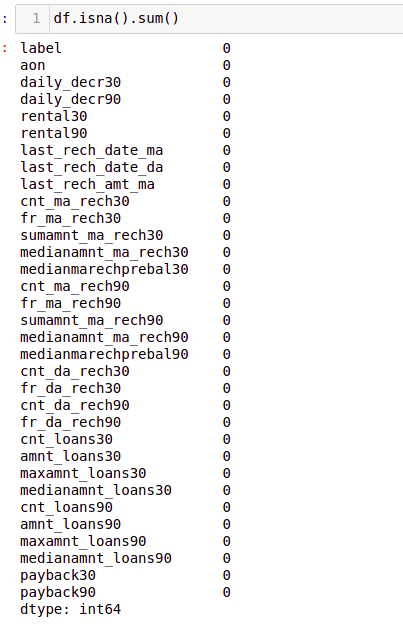 : 1 df.isna().sum()
: label 0
aon 0
daily_decr30 0
daily_decr90 0
rental30 0
rental90 0
last_rech_date_ma 0
last_rech_date_da 0
last_rech_amt_ma 0
cnt_ma_rech30 0
fr_ma_rech30 0
sumamnt_ma_rech30 0
medianamnt_ma_rech30 0
medianmarechprebal30 0
cnt_ma_rech90 0
fr_ma_rech90 0
sumamnt_ma_rech90 0
medianamnt_ma_rech90 0
medianmarechprebal90 0
cnt_da_rech30 0
fr_da_rech30 0
cnt_da_rech90 0
fr_da_rech90 0
cnt_loans30 0
amnt_loans30 0
maxamnt_loans30 0
medianamnt_loans30 0
cnt_loans90 0
amnt_loans90 0
maxamnt_loans90 0
medianamnt_loans90 0
payback30 0
payback90 0
dtype: int64